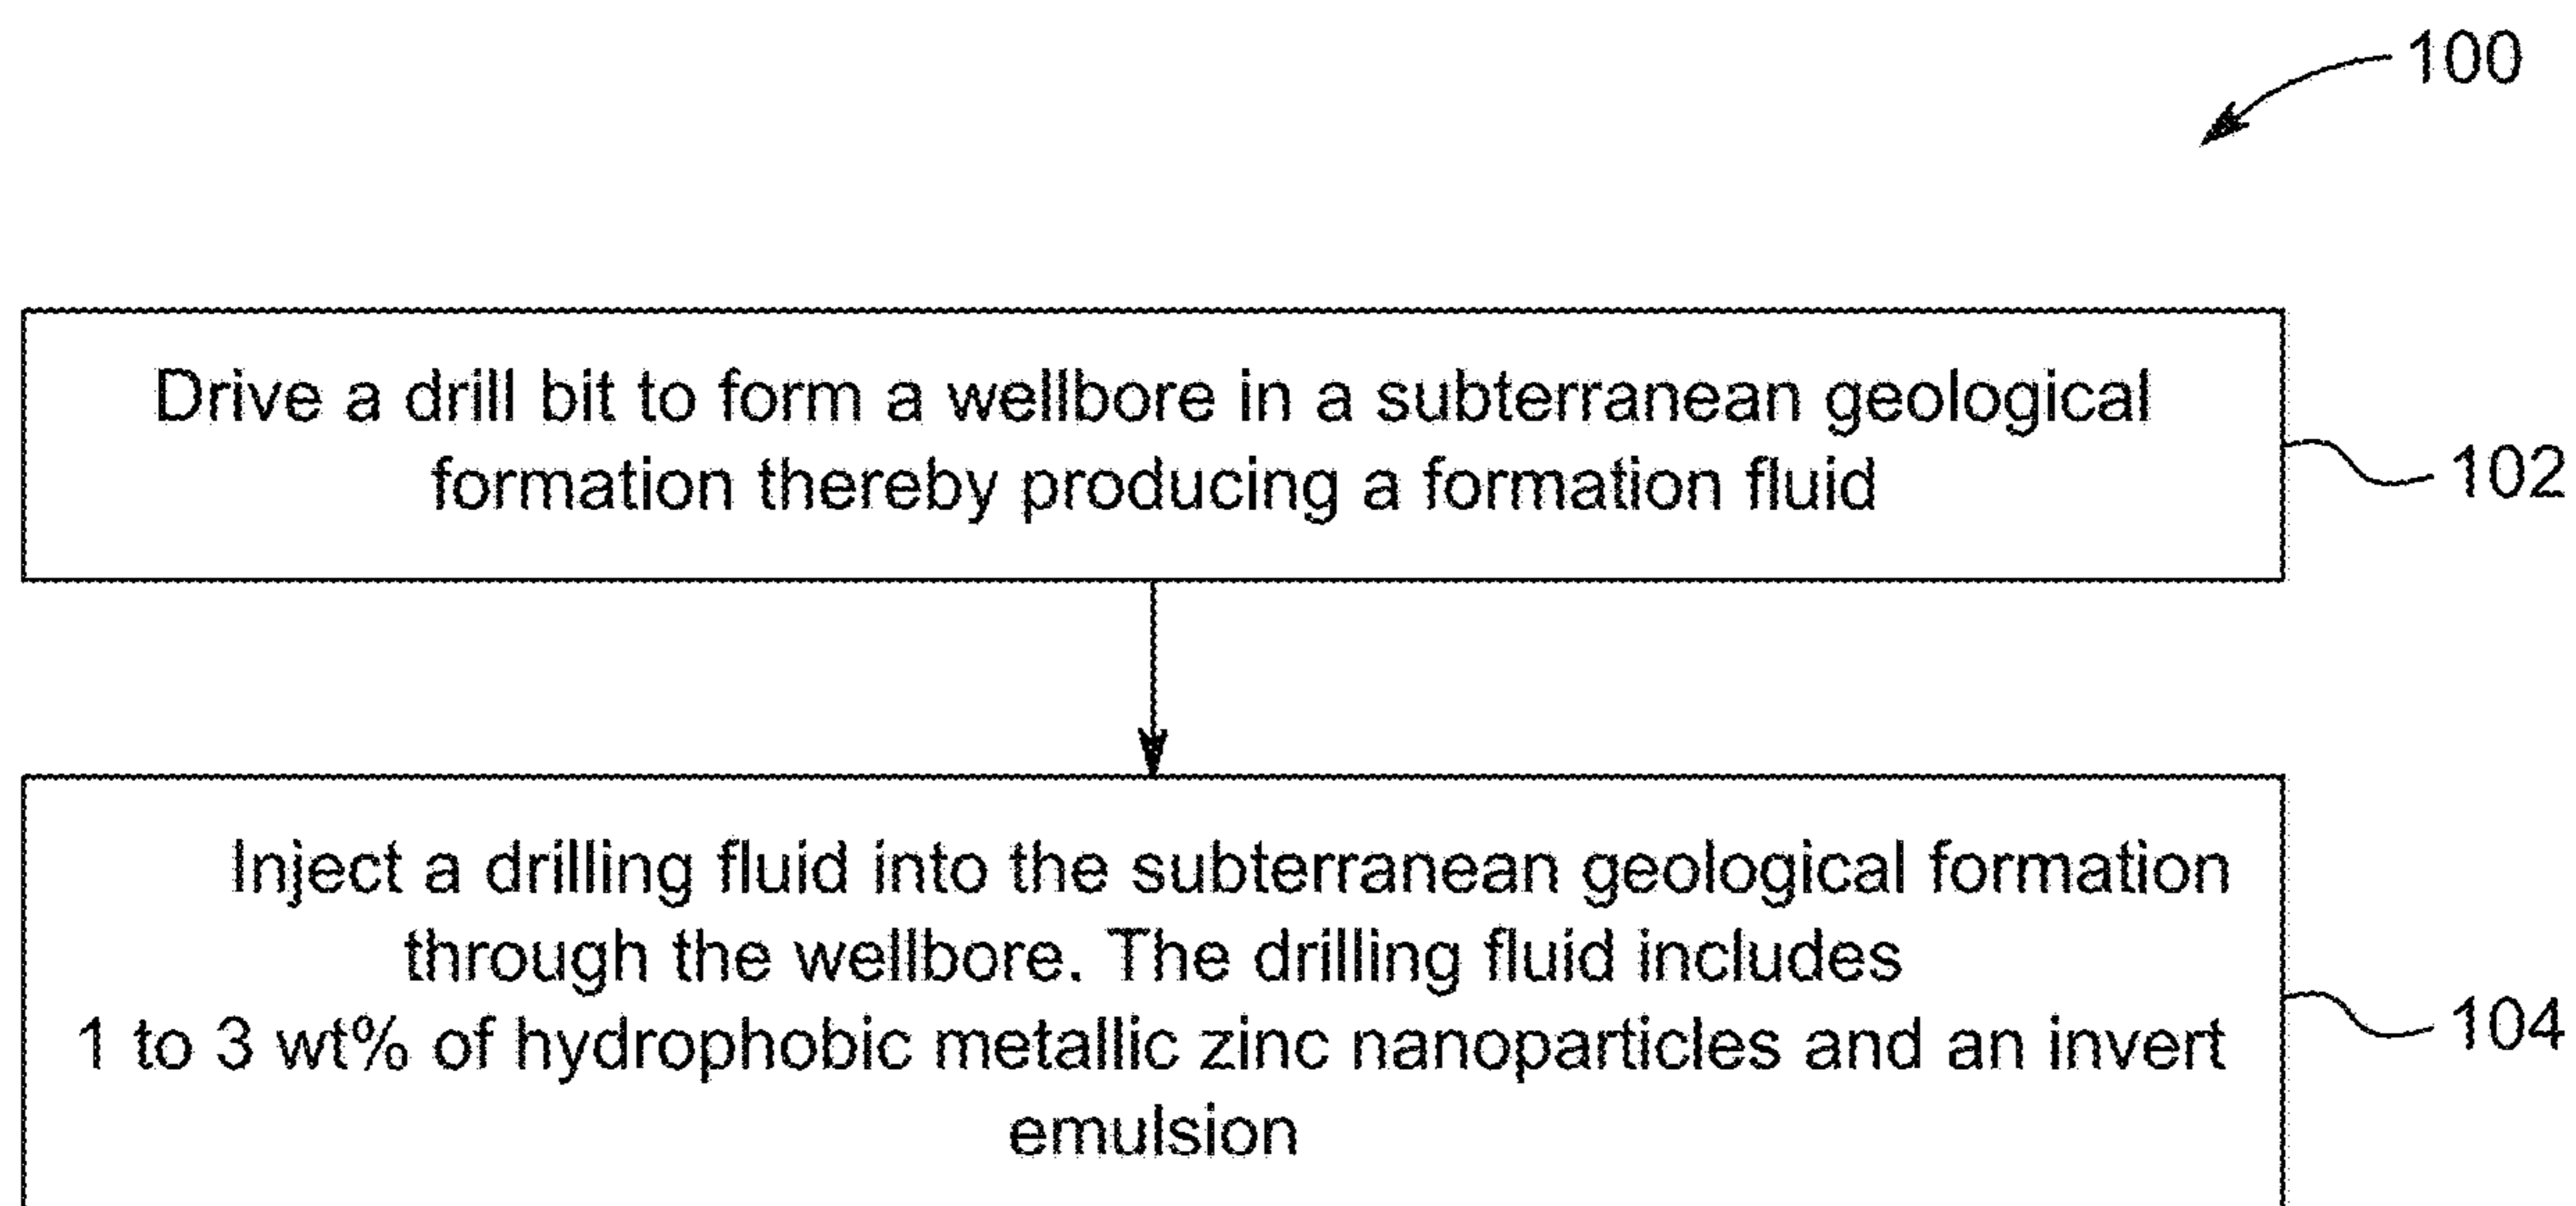 100
Drive a drill bit to form a wellbore in a subterranean geological
formation thereby producing a formation fluid
102
Inject a drilling fluid into the subterranean geological formation
through the wellbore. The drilling fluid includes
1 to 3 wt% of hydrophobic metallic zinc nanoparticles and an invert
emulsion
104